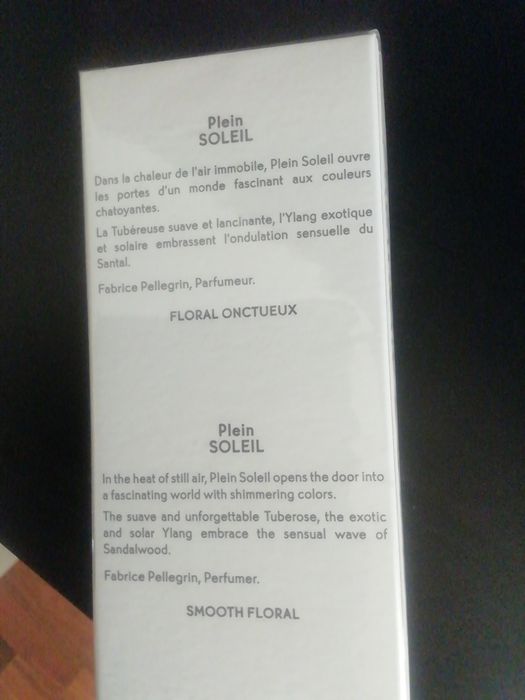 Plein
SOLEIL
Dans la chaleur de l'air immobile, Plein Soleil ouvre
les portes d'un monde fascinant aux couleurs
chatoyantes.
La Tubéreuse suave et lancinante, l'Ylang exotique
et solaire embrassent l'ondulation sensuelle du
Santal.
Fabrice Pellegrin, Parfumeur.
FLORAL ONCTUEUX
Plein
SOLEIL
In the heat of still air, Plein Soleil opens the door into
a fascinating world with shimmering colors.
The suave and unforgettable Tuberose, the exotic
and solar Ylang embrace the sensual wave of
Sandalwood.
Fabrice Pellegrin, Perfumer.
SMOOTH FLORAL